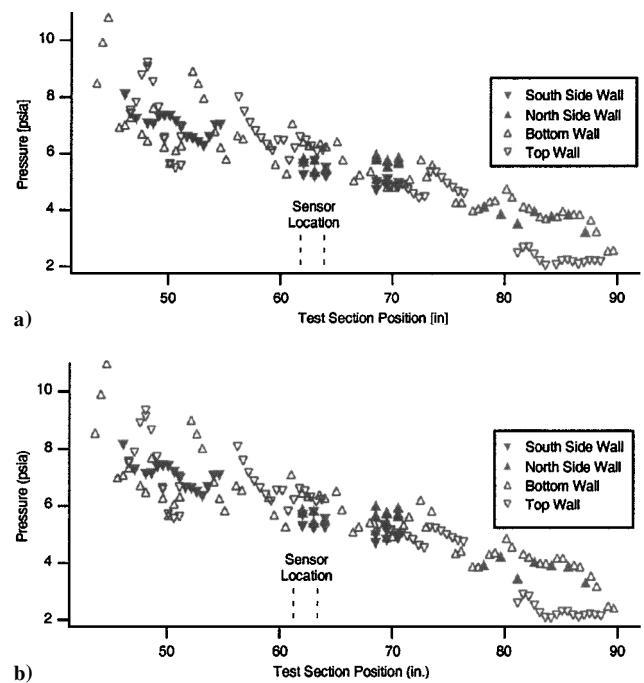 10
8
6
4
2
Pressure [psia]
South Side Wall
North Side Wall
Bottom Wall
Top Wall
Sensor
Location
50
60
70
80
90
Test Section Position [in]
a)
10
8
6
4
2
Pressure (psia)
South Side Wall
North Side Wall
Bottom Wall
Top Wall
Sensor
Location
50
60
70
80
90
Test Section Position (in.)
b)